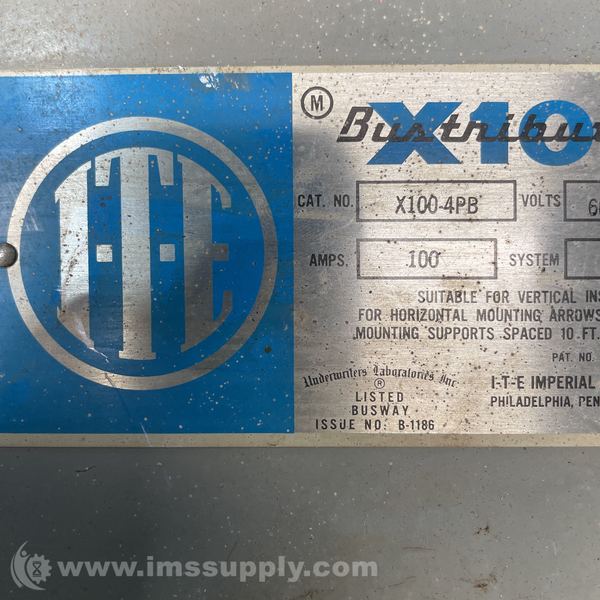 I-T-E
M
Bustribu
X10
CAT. NO. X100-4PB VOLTS 6
AMPS. 100 SYSTEM
SUITABLE FOR VERTICAL INS
FOR HORIZONTAL MOUNTING ARROWS
MOUNTING SUPPORTS SPACED 10 FT.
PAT. NO.
Underwriters Laboratories Inc.
®
LISTED
BUSWAY
ISSUE NO: B-1186
I-T-E IMPERIAL
PHILADELPHIA, PEN
www.imssupply.com